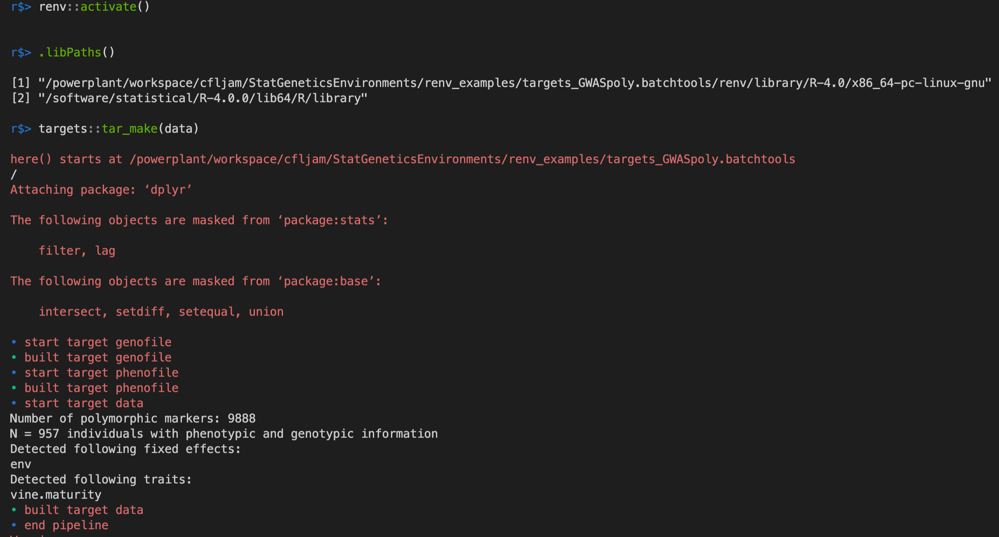 r$> renv::activate()
r$> .libPaths()
[1] "/powerplant/workspace/cfljam/StatGeneticsEnvironments/renv_examples/targets_GWASpoly.batchtools/renv/library/R-4.0/x86_64-pc-linux-gnu"
[2] "/software/statistical/R-4.0.0/lib64/R/library"
r$> targets::tar_make(data)
here() starts at /powerplant/workspace/cfljam/StatGeneticsEnvironments/renv_examples/targets_GWASpoly.batchtools
/
Attaching package: ‘dplyr’
The following objects are masked from ‘package:stats’:
filter, lag
The following objects are masked from ‘package:base’:
intersect, setdiff, setequal, union
• start target genofile
• built target genofile
• start target phenofile
• built target phenofile
• start target data
Number of polymorphic markers: 9888
N = 957 individuals with phenotypic and genotypic information
Detected following fixed effects:
env
Detected following traits:
vine.maturity
• built target data
• end pipeline